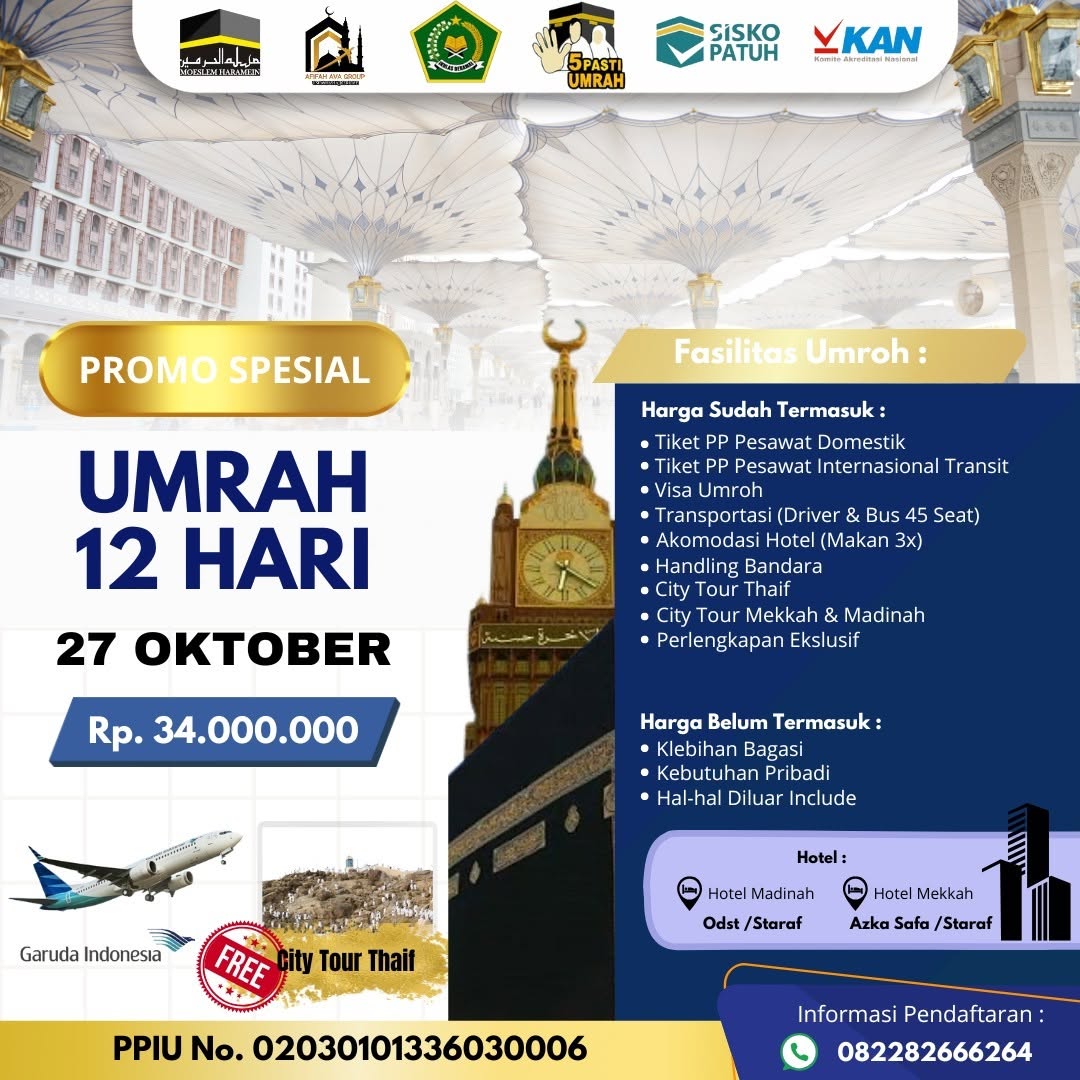 MOESLEM HARAMEIN
AFIFAH AVA GROUP
IKHLAS BERAMAL
5 PASTI
UMRAH
SISKO
PATUH
KAN
Komite Akreditasi Nasional
PROMO SPESIAL
UMRAH
12 HARI
27 OKTOBER
Rp. 34.000.000
Garuda Indonesia
FREE
City Tour Thaif
Fasilitas Umroh :
Harga Sudah Termasuk :
• Tiket PP Pesawat Domestik
• Tiket PP Pesawat Internasional Transit
• Visa Umroh
• Transportasi (Driver & Bus 45 Seat)
• Akomodasi Hotel (Makan 3x)
• Handling Bandara
• City Tour Thaif
• City Tour Mekkah & Madinah
• Perlengkapan Ekslusif
Harga Belum Termasuk :
• Klebihan Bagasi
• Kebutuhan Pribadi
• Hal-hal Diluar Include
Hotel :
Hotel Madinah
Odst /Staraf
Hotel Mekkah
Azka Safa /Staraf
PPIU No. 02030101336030006
Informasi Pendaftaran :
082282666264